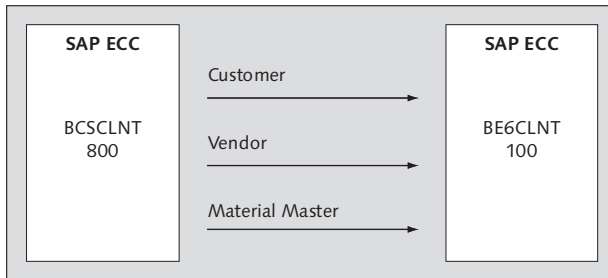 SAP ECC
BCSCLNT
800
Customer
Vendor
Material Master
SAP ECC
BE6CLNT
100